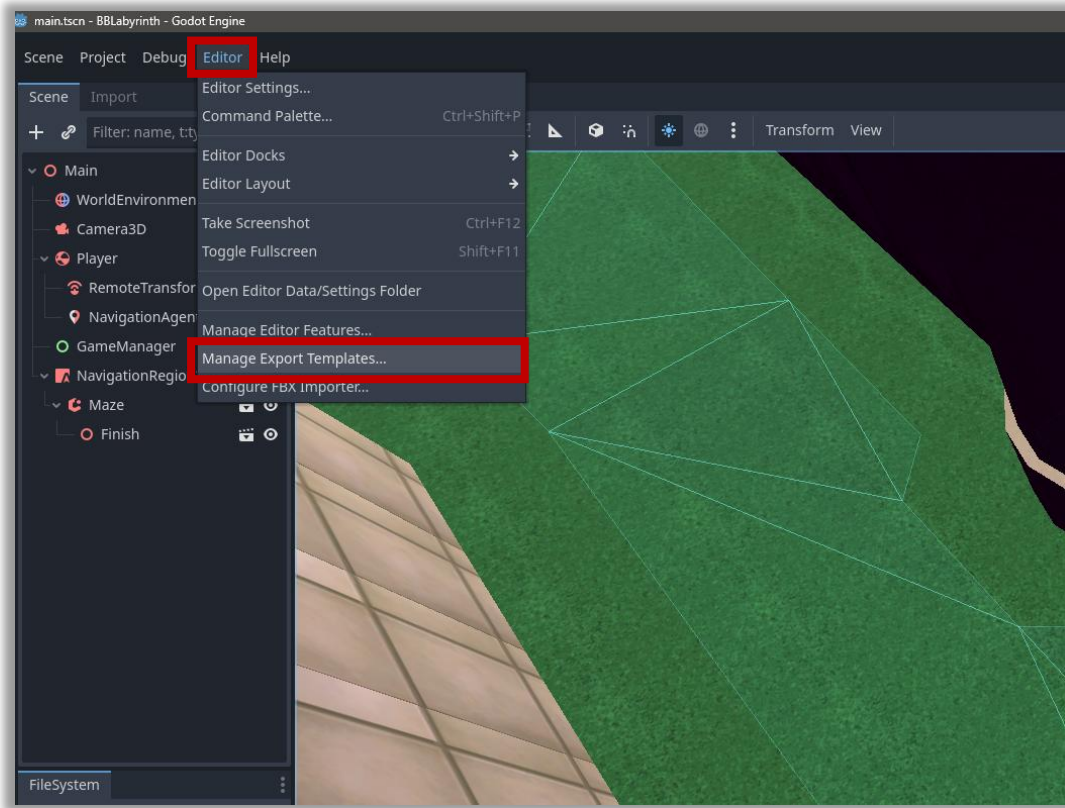 main.tscn - BBLabyrinth - Godot Engine
Scene Project Debug Editor Help
Scene Import
Filter: name, t:ty
Transform View
Main
WorldEnvironmen
Camera3D
Player
RemoteTransfor
NavigationAgen
GameManager
NavigationRegio
Maze
Finish
Editor Settings...
Command Palette... Ctrl+Shift+P
Editor Docks
Editor Layout
Take Screenshot Ctrl+F12
Toggle Fullscreen Shift+F11
Open Editor Data/Settings Folder
Manage Editor Features...
Manage Export Templates...
Configure FBX Importer...
FileSystem